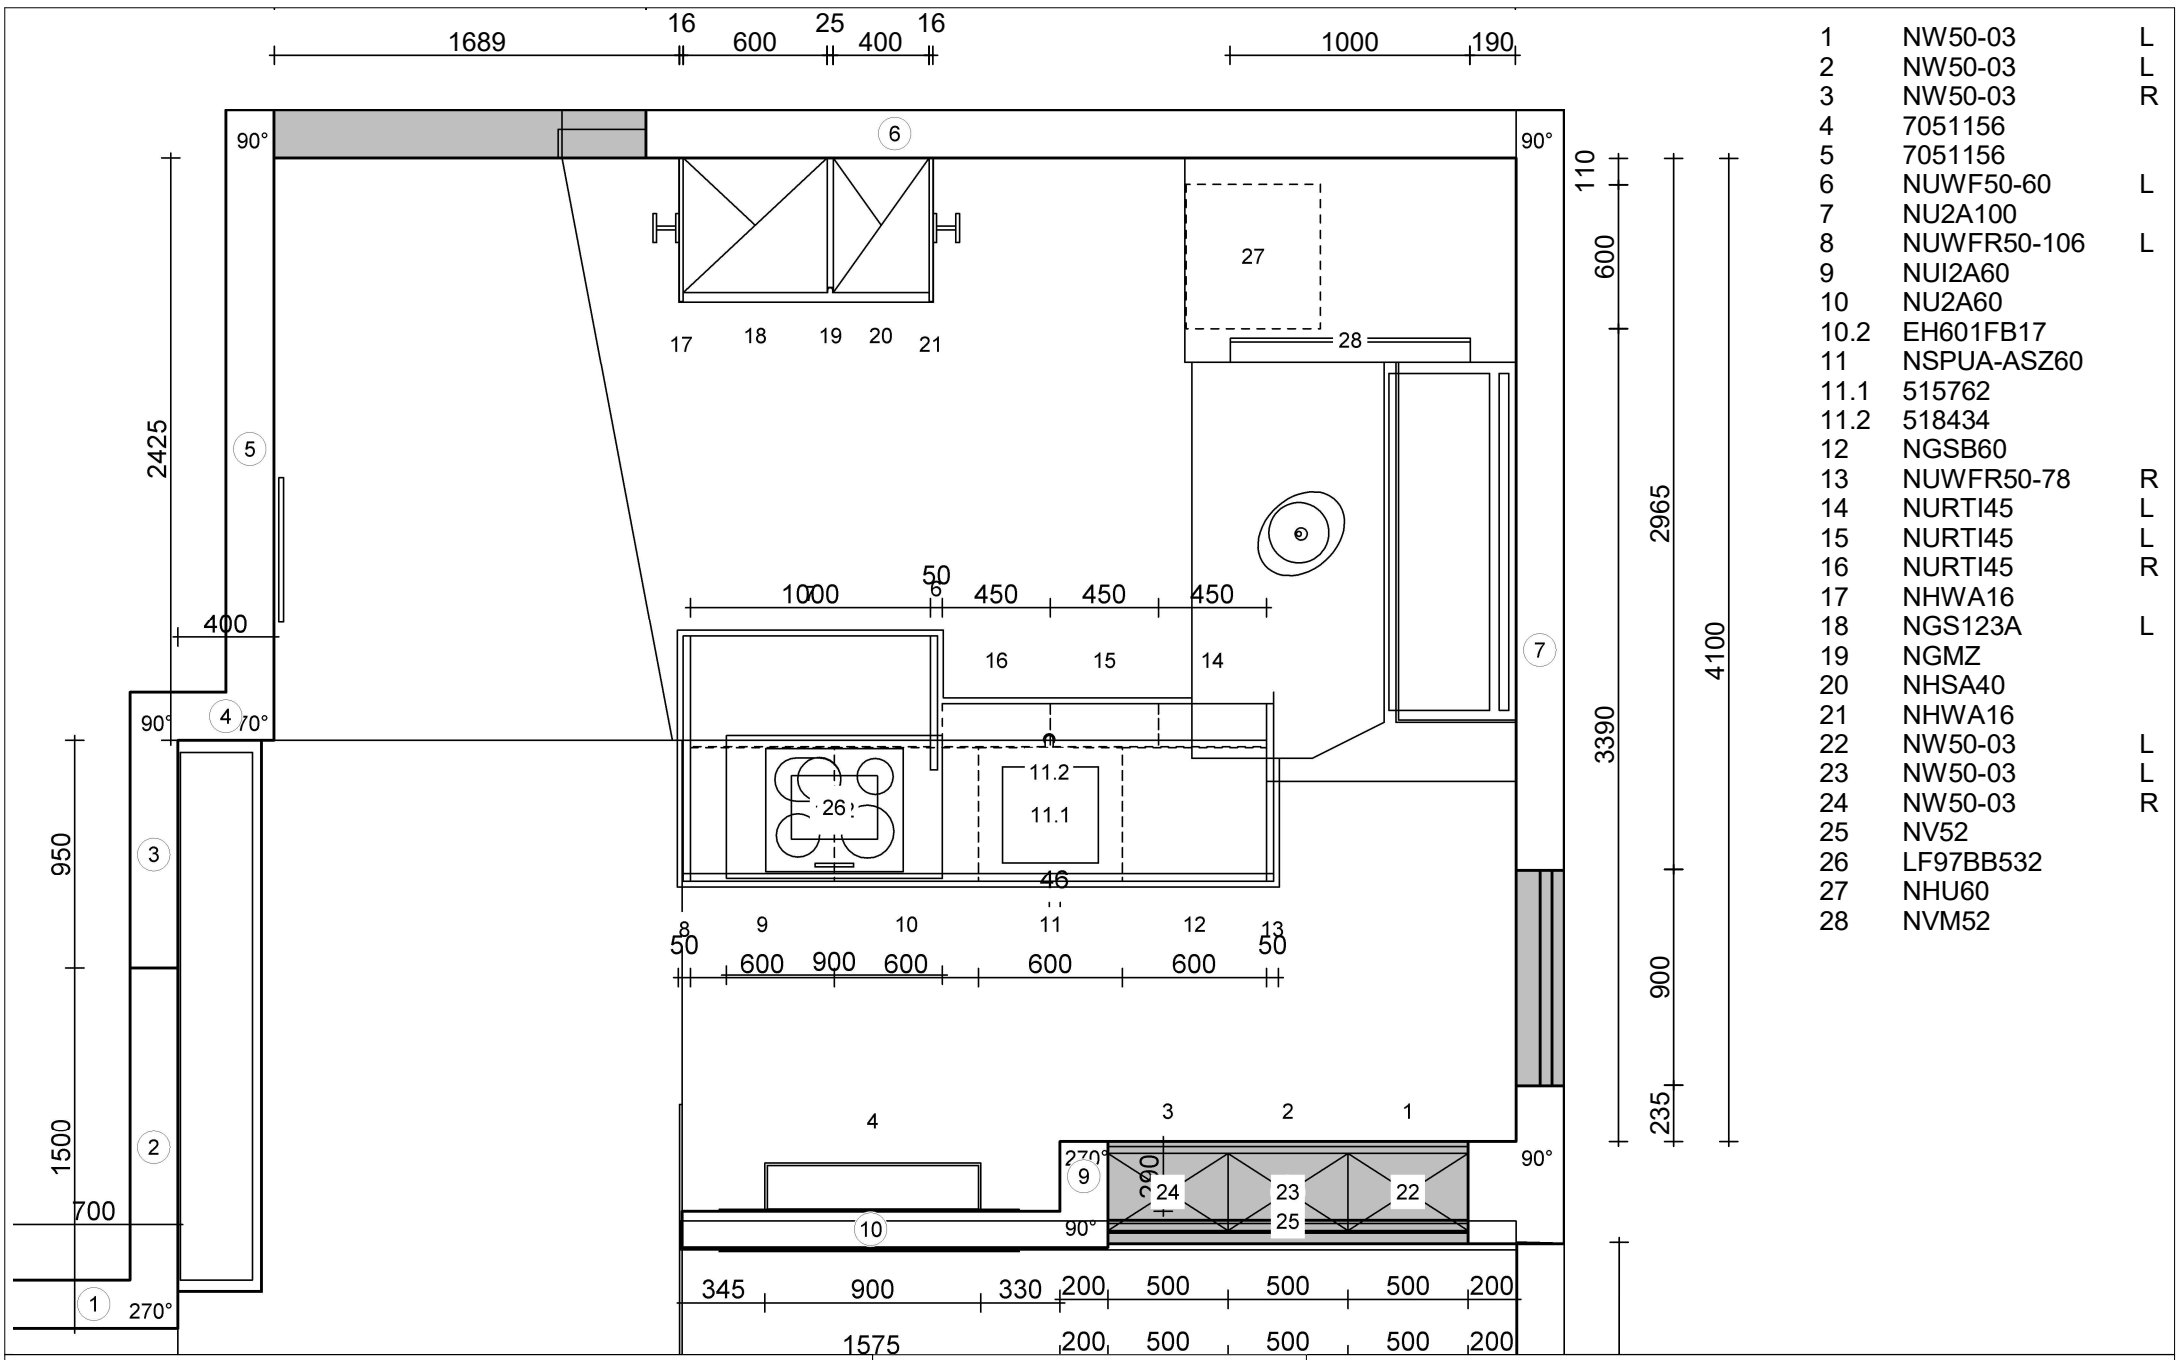 16 25 16
1689 600 400 1000 190
1 NW50-03 L
2 NW50-03 L
3 NW50-03 R
4 7051156
5 7051156
6 NUWF50-60 L
7 NU2A100
8 NUWFR50-106 L
9 NUI2A60
10 NU2A60
10.2 EH601FB17
11 NSPUA-ASZ60
11.1 515762
11.2 518434
12 NGSB60
13 NUWFR50-78 R
14 NURTI45 L
15 NURTI45 L
16 NURTI45 R
17 NHWA16
18 NGS123A L
19 NGMZ
20 NHSA40
21 NHWA16
22 NW50-03 L
23 NW50-03 L
24 NW50-03 R
25 NV52
26 LF97BB532
27 NHU60
28 NVM52
90° 6 90°
110
27
600
17 18 19 20 21
28
2425
5
2965
50
1000 6 450 450 450
400
7
4100
16 15 14
90° 4 70°
3390
11.2
26
11.1
950
3
46
8 9 10 11 12 13
50 50
600 900 600 600 600
900
4 3 2 1
235
1500
2
270°
9
290
24 23 22
90°
700
10
90°
25
1
270°
345 900 330 200 500 500 500 200
1575 200 500 500 500 200